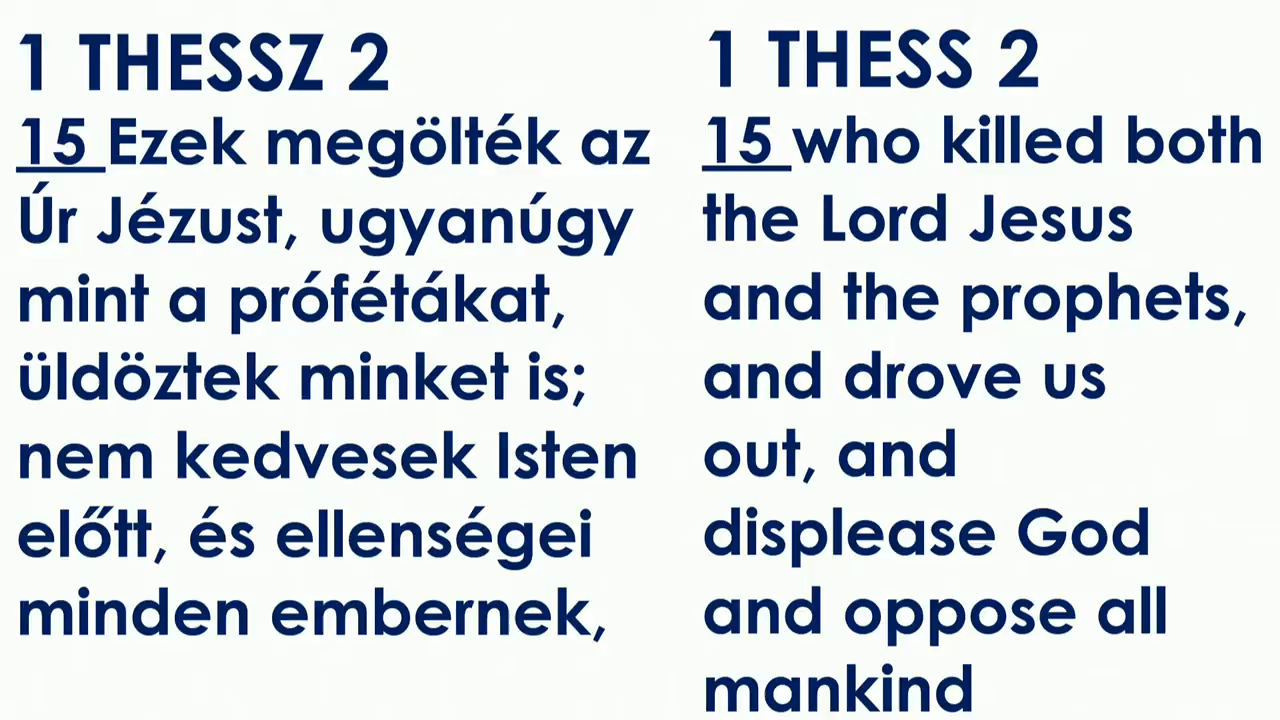 1 THESSZ 2
15 Ezek megölték az
Úr Jézust, ugyanúgy
mint a prófétákat,
üldöztek minket is;
nem kedvesek Isten
előtt, és ellenségei
minden embernek,
1 THESS 2
15 who killed both
the Lord Jesus
and the prophets,
and drove us
out, and
displease God
and oppose all
mankind